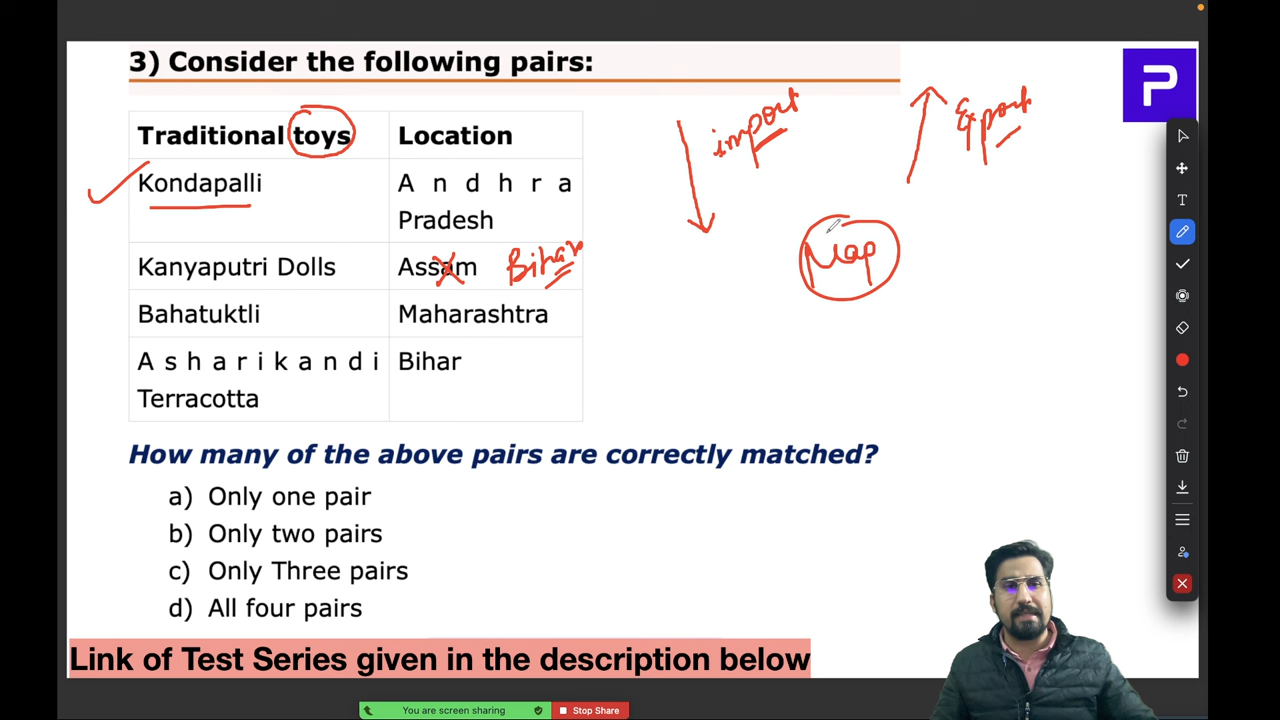 3) Consider the following pairs:
P
Traditional toys Location
import
Export
Kondapalli Andhra
Pradesh
Map
Kanyaputri Dolls Assam Bihar
Bahatuktli Maharashtra
Asharikandi Bihar
Terracotta
How many of the above pairs are correctly matched?
a) Only one pair
b) Only two pairs
c) Only Three pairs
d) All four pairs
Link of Test Series given in the description below
You are screen sharing
Stop Share
T